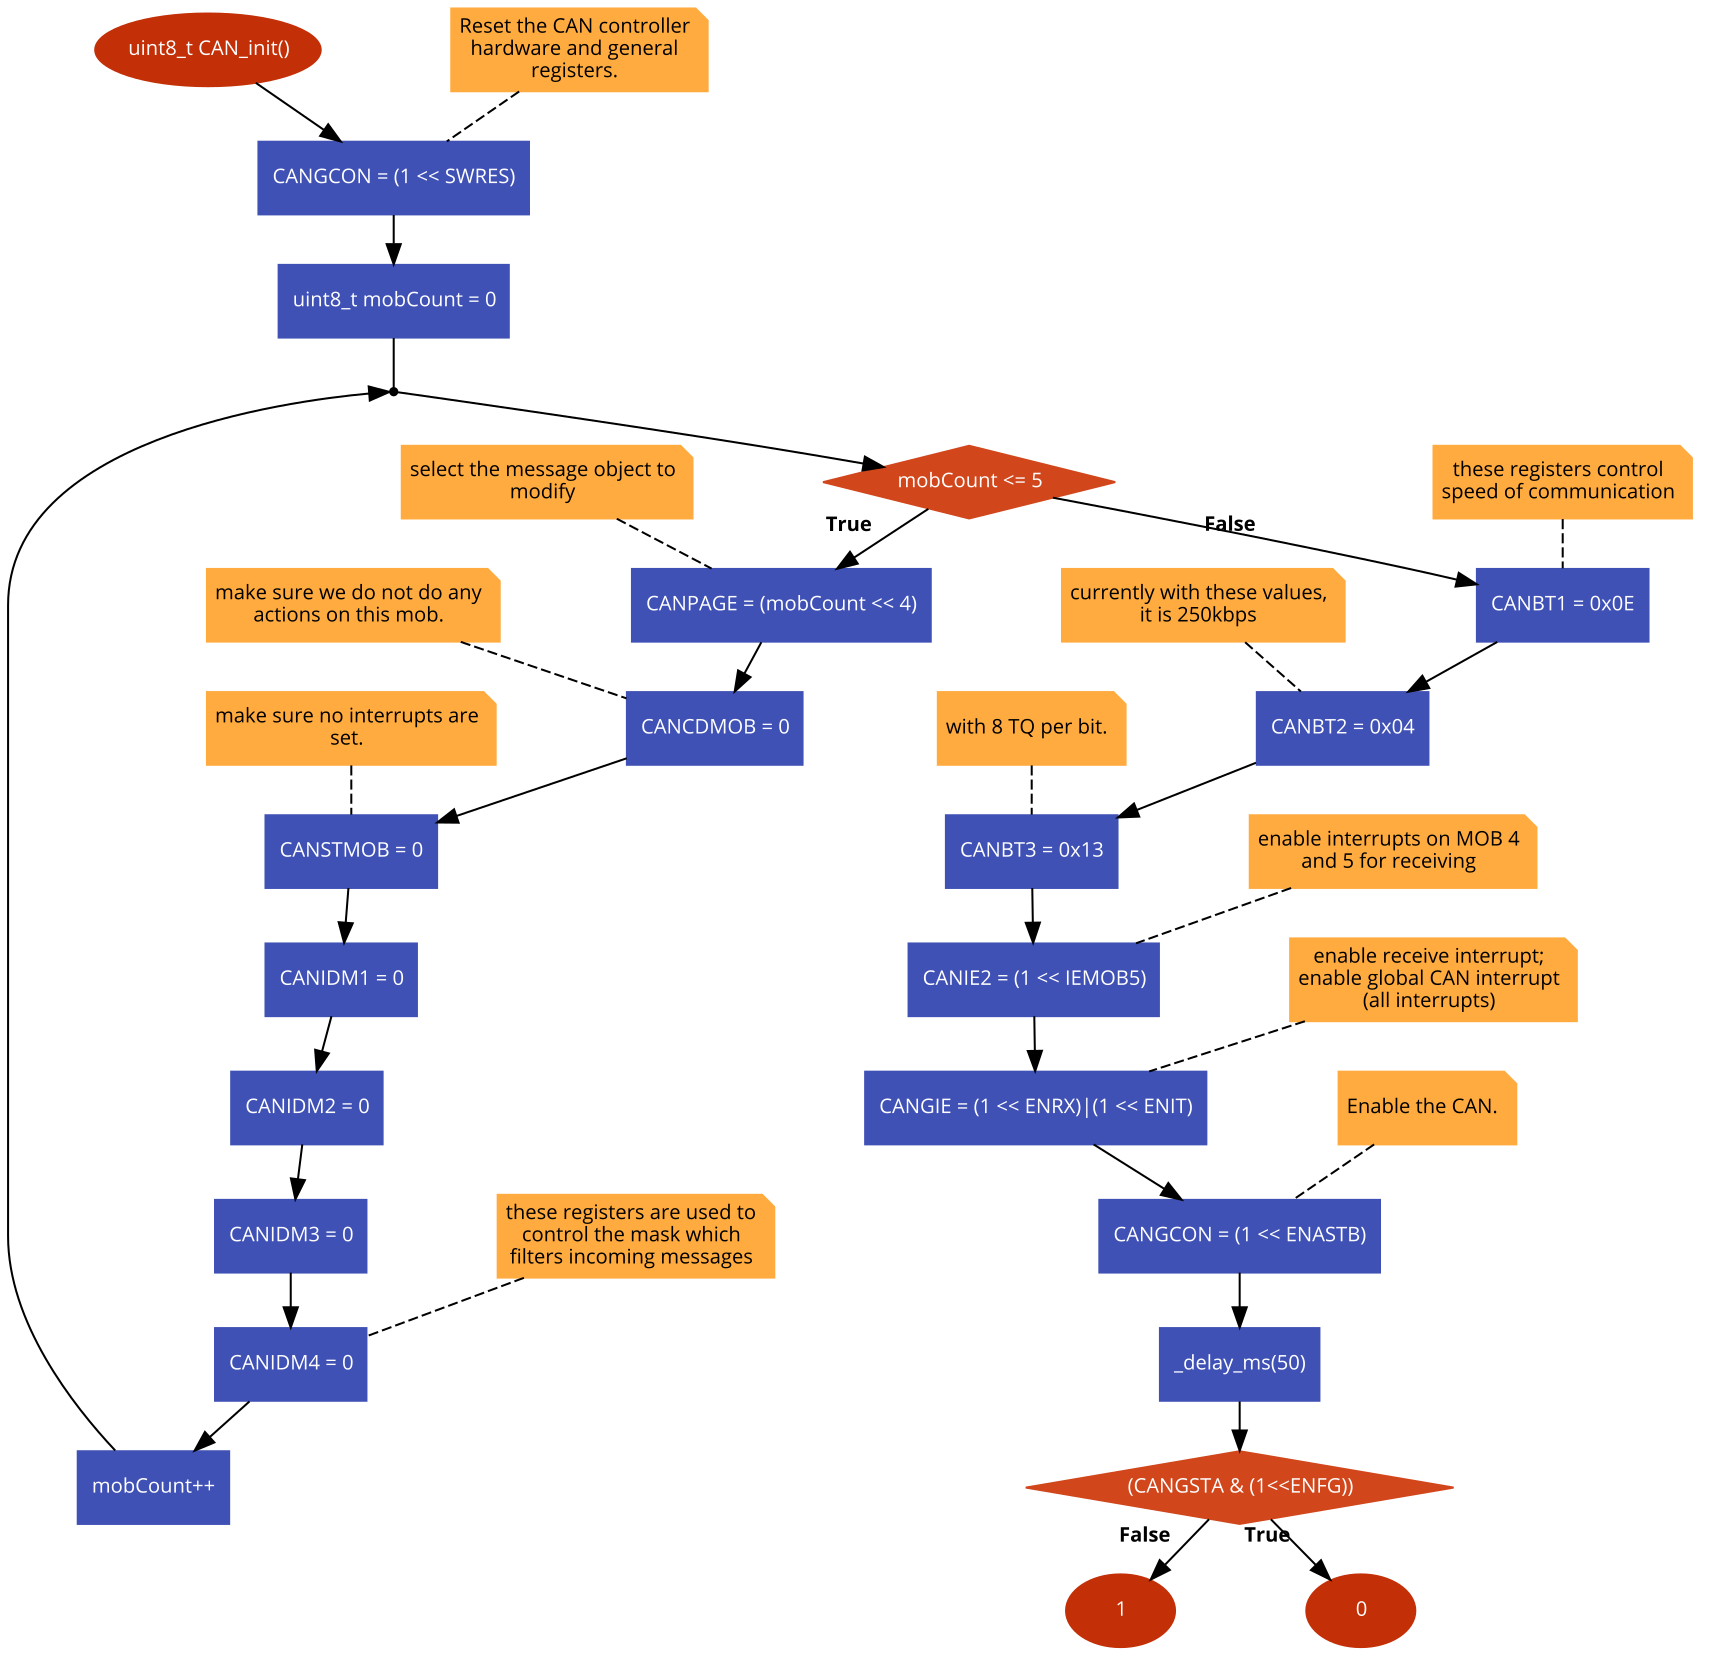 uint8_t CAN_init()
Reset the CAN controller
hardware and general
registers.
CANGCON = (1 << SWRES)
uint8_t mobCount = 0
select the message object to
modify
mobCount <= 5
these registers control
speed of communication
True
False
make sure we do not do any
actions on this mob.
CANPAGE = (mobCount << 4)
currently with these values,
it is 250kbps
CANBT1 = 0x0E
make sure no interrupts are
set.
CANCDMOB = 0
with 8 TQ per bit.
CANBT2 = 0x04
CANSTMOB = 0
CANBT3 = 0x13
enable interrupts on MOB 4
and 5 for receiving
CANIDM1 = 0
CANIE2 = (1 << IEMOB5)
enable receive interrupt;
enable global CAN interrupt
(all interrupts)
CANIDM2 = 0
CANGIE = (1 << ENRX)|(1 << ENIT)
Enable the CAN.
CANIDM3 = 0
these registers are used to
control the mask which
filters incoming messages
CANGCON = (1 << ENASTB)
CANIDM4 = 0
_delay_ms(50)
mobCount++
(CANGSTA & (1<<ENFG))
False
True
1
0